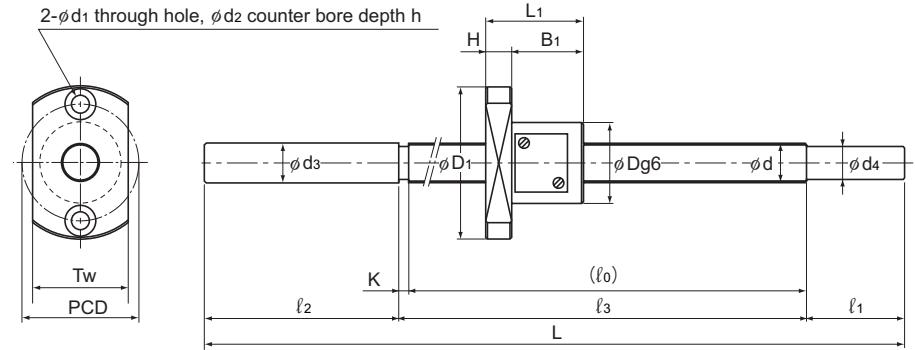 2-φd1 through hole, φd2 counter bore depth h
L1
H
B1
φd3
φD1
φDg6
φd
φd4
Tw
PCD
K
(ℓ0)
ℓ2
ℓ3
ℓ1
L